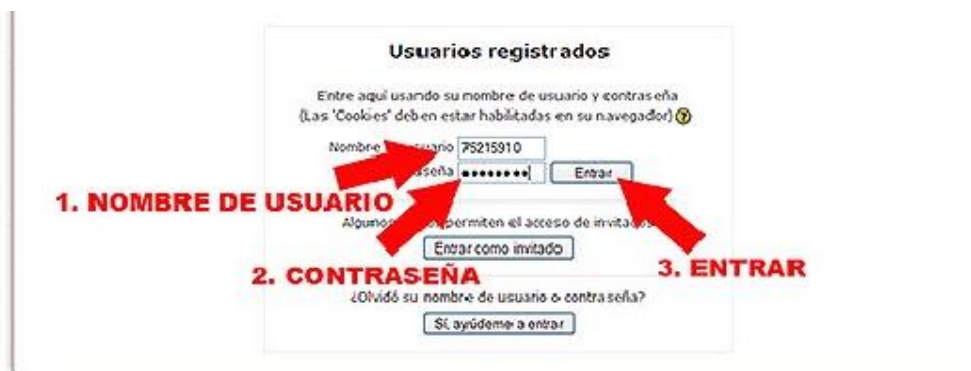 Usuarios registrados
Entre aquí usando su nombre de usuario y contraseña
(Las 'Cookies' deben estar habilitadas en su navegador)
Nombre 75215910
Entrar
1. NOMBRE DE USUARIO
permiten el acceso de
Entrar como invitado
2. CONTRASEÑA
3. ENTRAR
¿Olvidó su nombre de usuario o contraseña?
Sí, ayúdeme a entrar